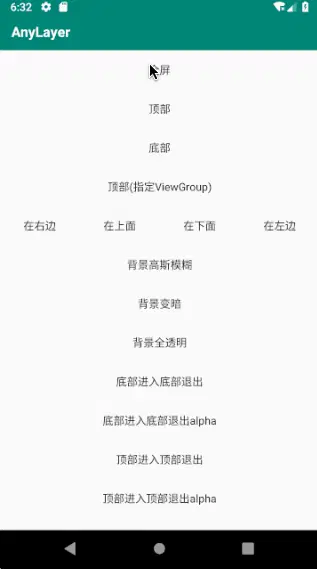 6:32
AnyLayer
屏
顶部
底部
顶部(指定ViewGroup)
在右边 在上面 在下面 在左边
背景高斯模糊
背景变暗
背景全透明
底部进入底部退出
底部进入底部退出alpha
顶部进入顶部退出
顶部进入顶部退出alpha